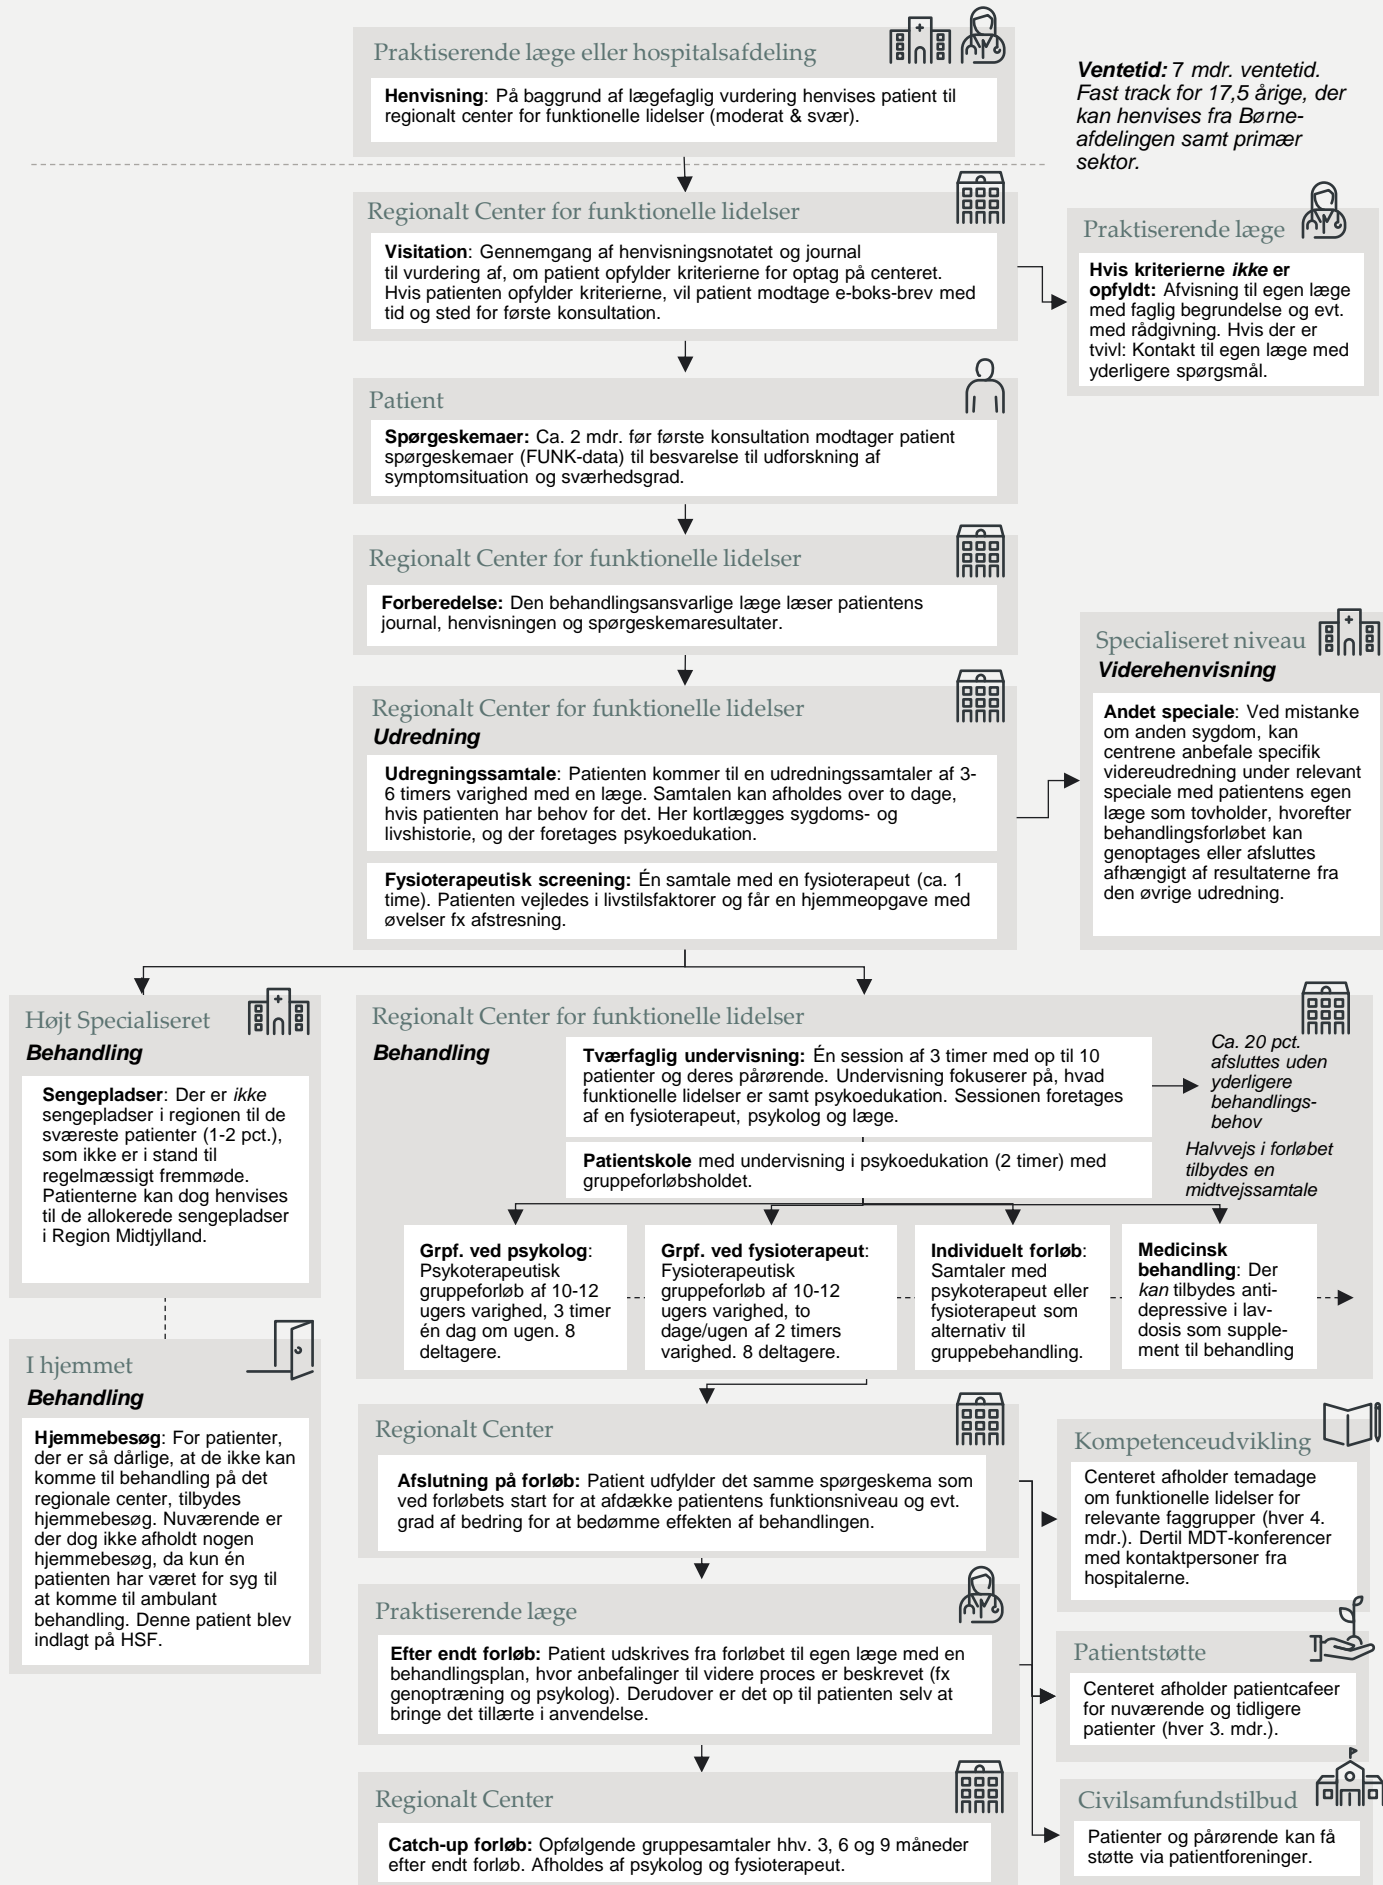 Praktiserende læge eller hospitalsafdeling
Henvisning: På baggrund af lægefaglig vurdering henvises patient til
regionalt center for funktionelle lidelser (moderat & svær).
Ventetid: 7 mdr. ventetid.
Fast track for 17,5 årige, der
kan henvises fra Børne-
afdelingen samt primær
sektor.
Regionalt Center for funktionelle lidelser
Visitation: Gennemgang af henvisningsnotatet og journal
til vurdering af, om patient opfylder kriterierne for optag på centeret.
Hvis patienten opfylder kriterierne, vil patient modtage e-boks-brev med
tid og sted for første konsultation.
Praktiserende læge
Hvis kriterierne ikke er
opfyldt: Afvisning til egen læge
med faglig begrundelse og evt.
med rådgivning. Hvis der er
tvivl: Kontakt til egen læge med
yderligere spørgsmål.
Patient
Spørgeskemaer: Ca. 2 mdr. før første konsultation modtager patient
spørgeskemaer (FUNK-data) til besvarelse til udforskning af
symptomsituation og sværhedsgrad.
Regionalt Center for funktionelle lidelser
Forberedelse: Den behandlingsansvarlige læge læser patientens
journal, henvisningen og spørgeskemaresultater.
Regionalt Center for funktionelle lidelser
Udredning
Udregningssamtale: Patienten kommer til en udredningssamtaler af 3-
6 timers varighed med en læge. Samtalen kan afholdes over to dage,
hvis patienten har behov for det. Her kortlægges sygdoms- og
livshistorie, og der foretages psykoedukation.
Fysioterapeutisk screening: Én samtale med en fysioterapeut (ca. 1
time). Patienten vejledes i livstilsfaktorer og får en hjemmeopgave med
øvelser fx afstresning.
Specialiseret niveau
Viderehenvisning
Andet speciale: Ved mistanke
om anden sygdom, kan
centrene anbefale specifik
videreudredning under relevant
speciale med patientens egen
læge som tovholder, hvorefter
behandlingsforløbet kan
genoptages eller afsluttes
afhængigt af resultaterne fra
den øvrige udredning.
Højt Specialiseret
Behandling
Sengepladser: Der er ikke
sengepladser i regionen til de
sværeste patienter (1-2 pct.),
som ikke er i stand til
regelmæssigt fremmøde.
Patienterne kan dog henvises
til de allokerede sengepladser
i Region Midtjylland.
I hjemmet
Behandling
Hjemmebesøg: For patienter,
der er så dårlige, at de ikke kan
komme til behandling på det
regionale center, tilbydes
hjemmebesøg. Nuværende er
der dog ikke afholdt nogen
hjemmebesøg, da kun én
patienten har været for syg til
at komme til ambulant
behandling. Denne patient blev
indlagt på HSF.
Regionalt Center for funktionelle lidelser
Behandling
Tværfaglig undervisning: Én session af 3 timer med op til 10
patienter og deres pårørende. Undervisning fokuserer på, hvad
funktionelle lidelser er samt psykoedukation. Sessionen foretages
af en fysioterapeut, psykolog og læge.
Ca. 20 pct.
afsluttes uden
yderligere
behandlings-
behov
Patientskole med undervisning i psykoedukation (2 timer) med
gruppeforløbsholdet.
Halvvejs i forløbet
tilbydes en
midtvejssamtale
Grpf. ved psykolog:
Psykoterapeutisk
gruppeforløb af 10-12
ugers varighed, 3 timer
én dag om ugen. 8
deltagere.
Grpf. ved fysioterapeut:
Fysioterapeutisk
gruppeforløb af 10-12
ugers varighed, to
dage/ugen af 2 timers
varighed. 8 deltagere.
Individuelt forløb:
Samtaler med
psykoterapeut eller
fysioterapeut som
alternativ til
gruppebehandling.
Medicinsk
behandling: Der
kan tilbydes anti-
depressive i lav-
dosis som supple-
ment til behandling
Regionalt Center
Afslutning på forløb: Patient udfylder det samme spørgeskema som
ved forløbets start for at afdække patientens funktionsniveau og evt.
grad af bedring for at bedømme effekten af behandlingen.
Kompetenceudvikling
Centeret afholder temadage
om funktionelle lidelser for
relevante faggrupper (hver 4.
mdr.). Dertil MDT-konferencer
med kontaktpersoner fra
hospitalerne.
Praktiserende læge
Efter endt forløb: Patient udskrives fra forløbet til egen læge med en
behandlingsplan, hvor anbefalinger til videre proces er beskrevet (fx
genoptræning og psykolog). Derudover er det op til patienten selv at
bringe det tillærte i anvendelse.
Patientstøtte
Centeret afholder patientcafeer
for nuværende og tidligere
patienter (hver 3. mdr.).
Regionalt Center
Catch-up forløb: Opfølgende gruppesamtaler hhv. 3, 6 og 9 måneder
efter endt forløb. Afholdes af psykolog og fysioterapeut.
Civilsamfundstilbud
Patienter og pårørende kan få
støtte via patientforeninger.